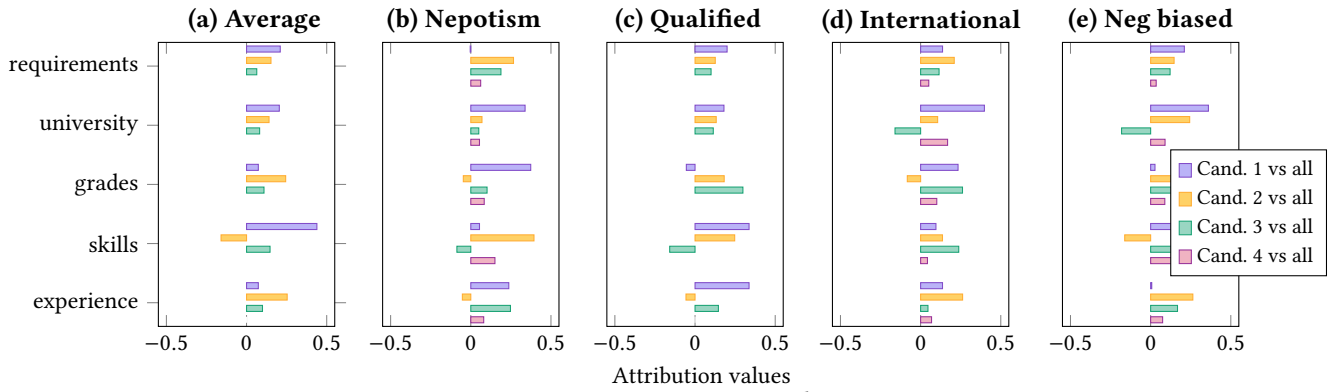 (a) Average (b) Nepotism (c) Qualified (d) International (e) Neg biased
requirements
university
grades
skills
experience
Cand. 1 vs all
Cand. 2 vs all
Cand. 3 vs all
Cand. 4 vs all
−0.5 0 0.5 −0.5 0 0.5 −0.5 0 0.5 −0.5 0 0.5 −0.5 0 0.5
Attribution values